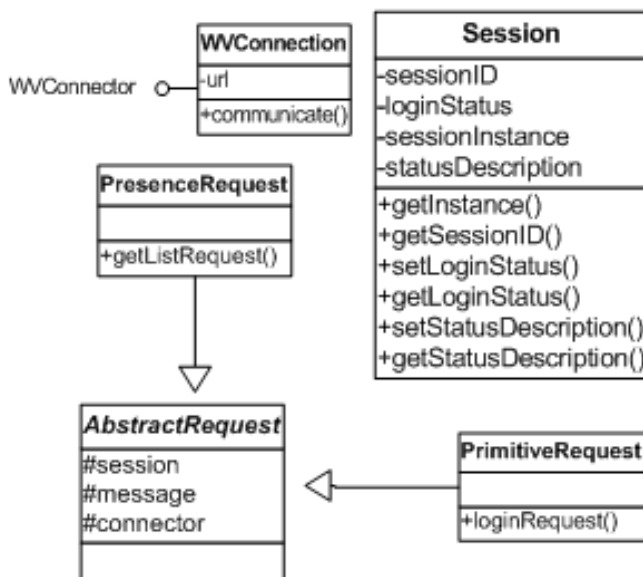 WVConnector
WVConnection
-url
+communicate()
Session
-sessionID
-loginStatus
-sessionInstance
-statusDescription
+getInstance()
+getSessionID()
+setLoginStatus()
+getLoginStatus()
+setStatusDescription()
+getStatusDescription()
PresenceRequest
+getListRequest()
AbstractRequest
#session
#message
#connector
PrimitiveRequest
+loginRequest()